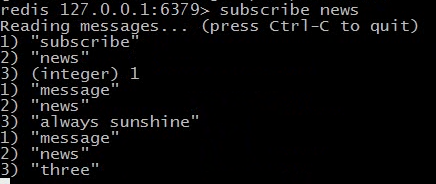 redis 127.0.0.1:6379> subscribe news
Reading messages... (press Ctrl-C to quit)
1) "subscribe"
2) "news"
3) (integer) 1
1) "message"
2) "news"
3) "always sunshine"
1) "message"
2) "news"
3) "three"